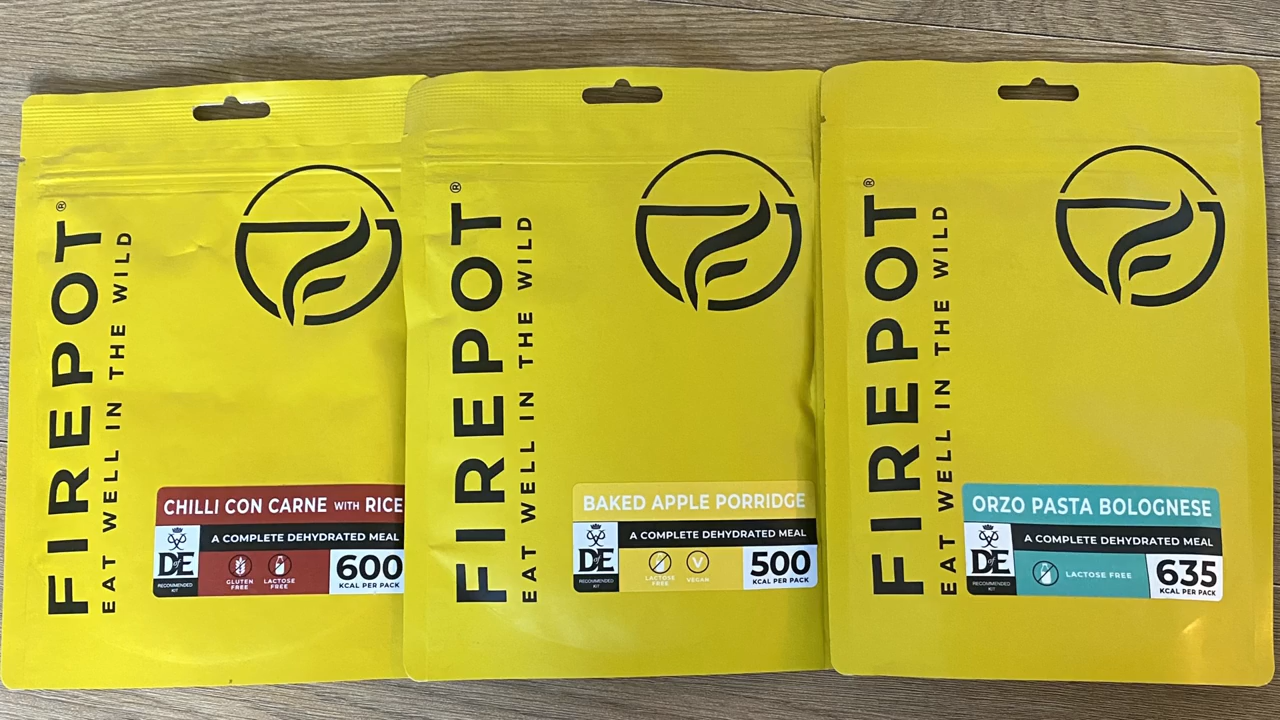 FIREPOT®
EAT WELL IN THE WILD
CHILLI CON CARNE WITH RICE
A COMPLETE DEHYDRATED MEAL
DofE
RECOMMENDED
KIT
GLUTEN
FREE
LACTOSE
FREE
600
KCAL PER PACK
FIREPOT®
EAT WELL IN THE WILD
BAKED APPLE PORRIDGE
A COMPLETE DEHYDRATED MEAL
DofE
RECOMMENDED
KIT
LACTOSE
FREE
V
VEGAN
500
KCAL PER PACK
FIREPOT®
EAT WELL IN THE WILD
ORZO PASTA BOLOGNESE
A COMPLETE DEHYDRATED MEAL
DofE
RECOMMENDED
KIT
LACTOSE FREE
635
KCAL PER PACK